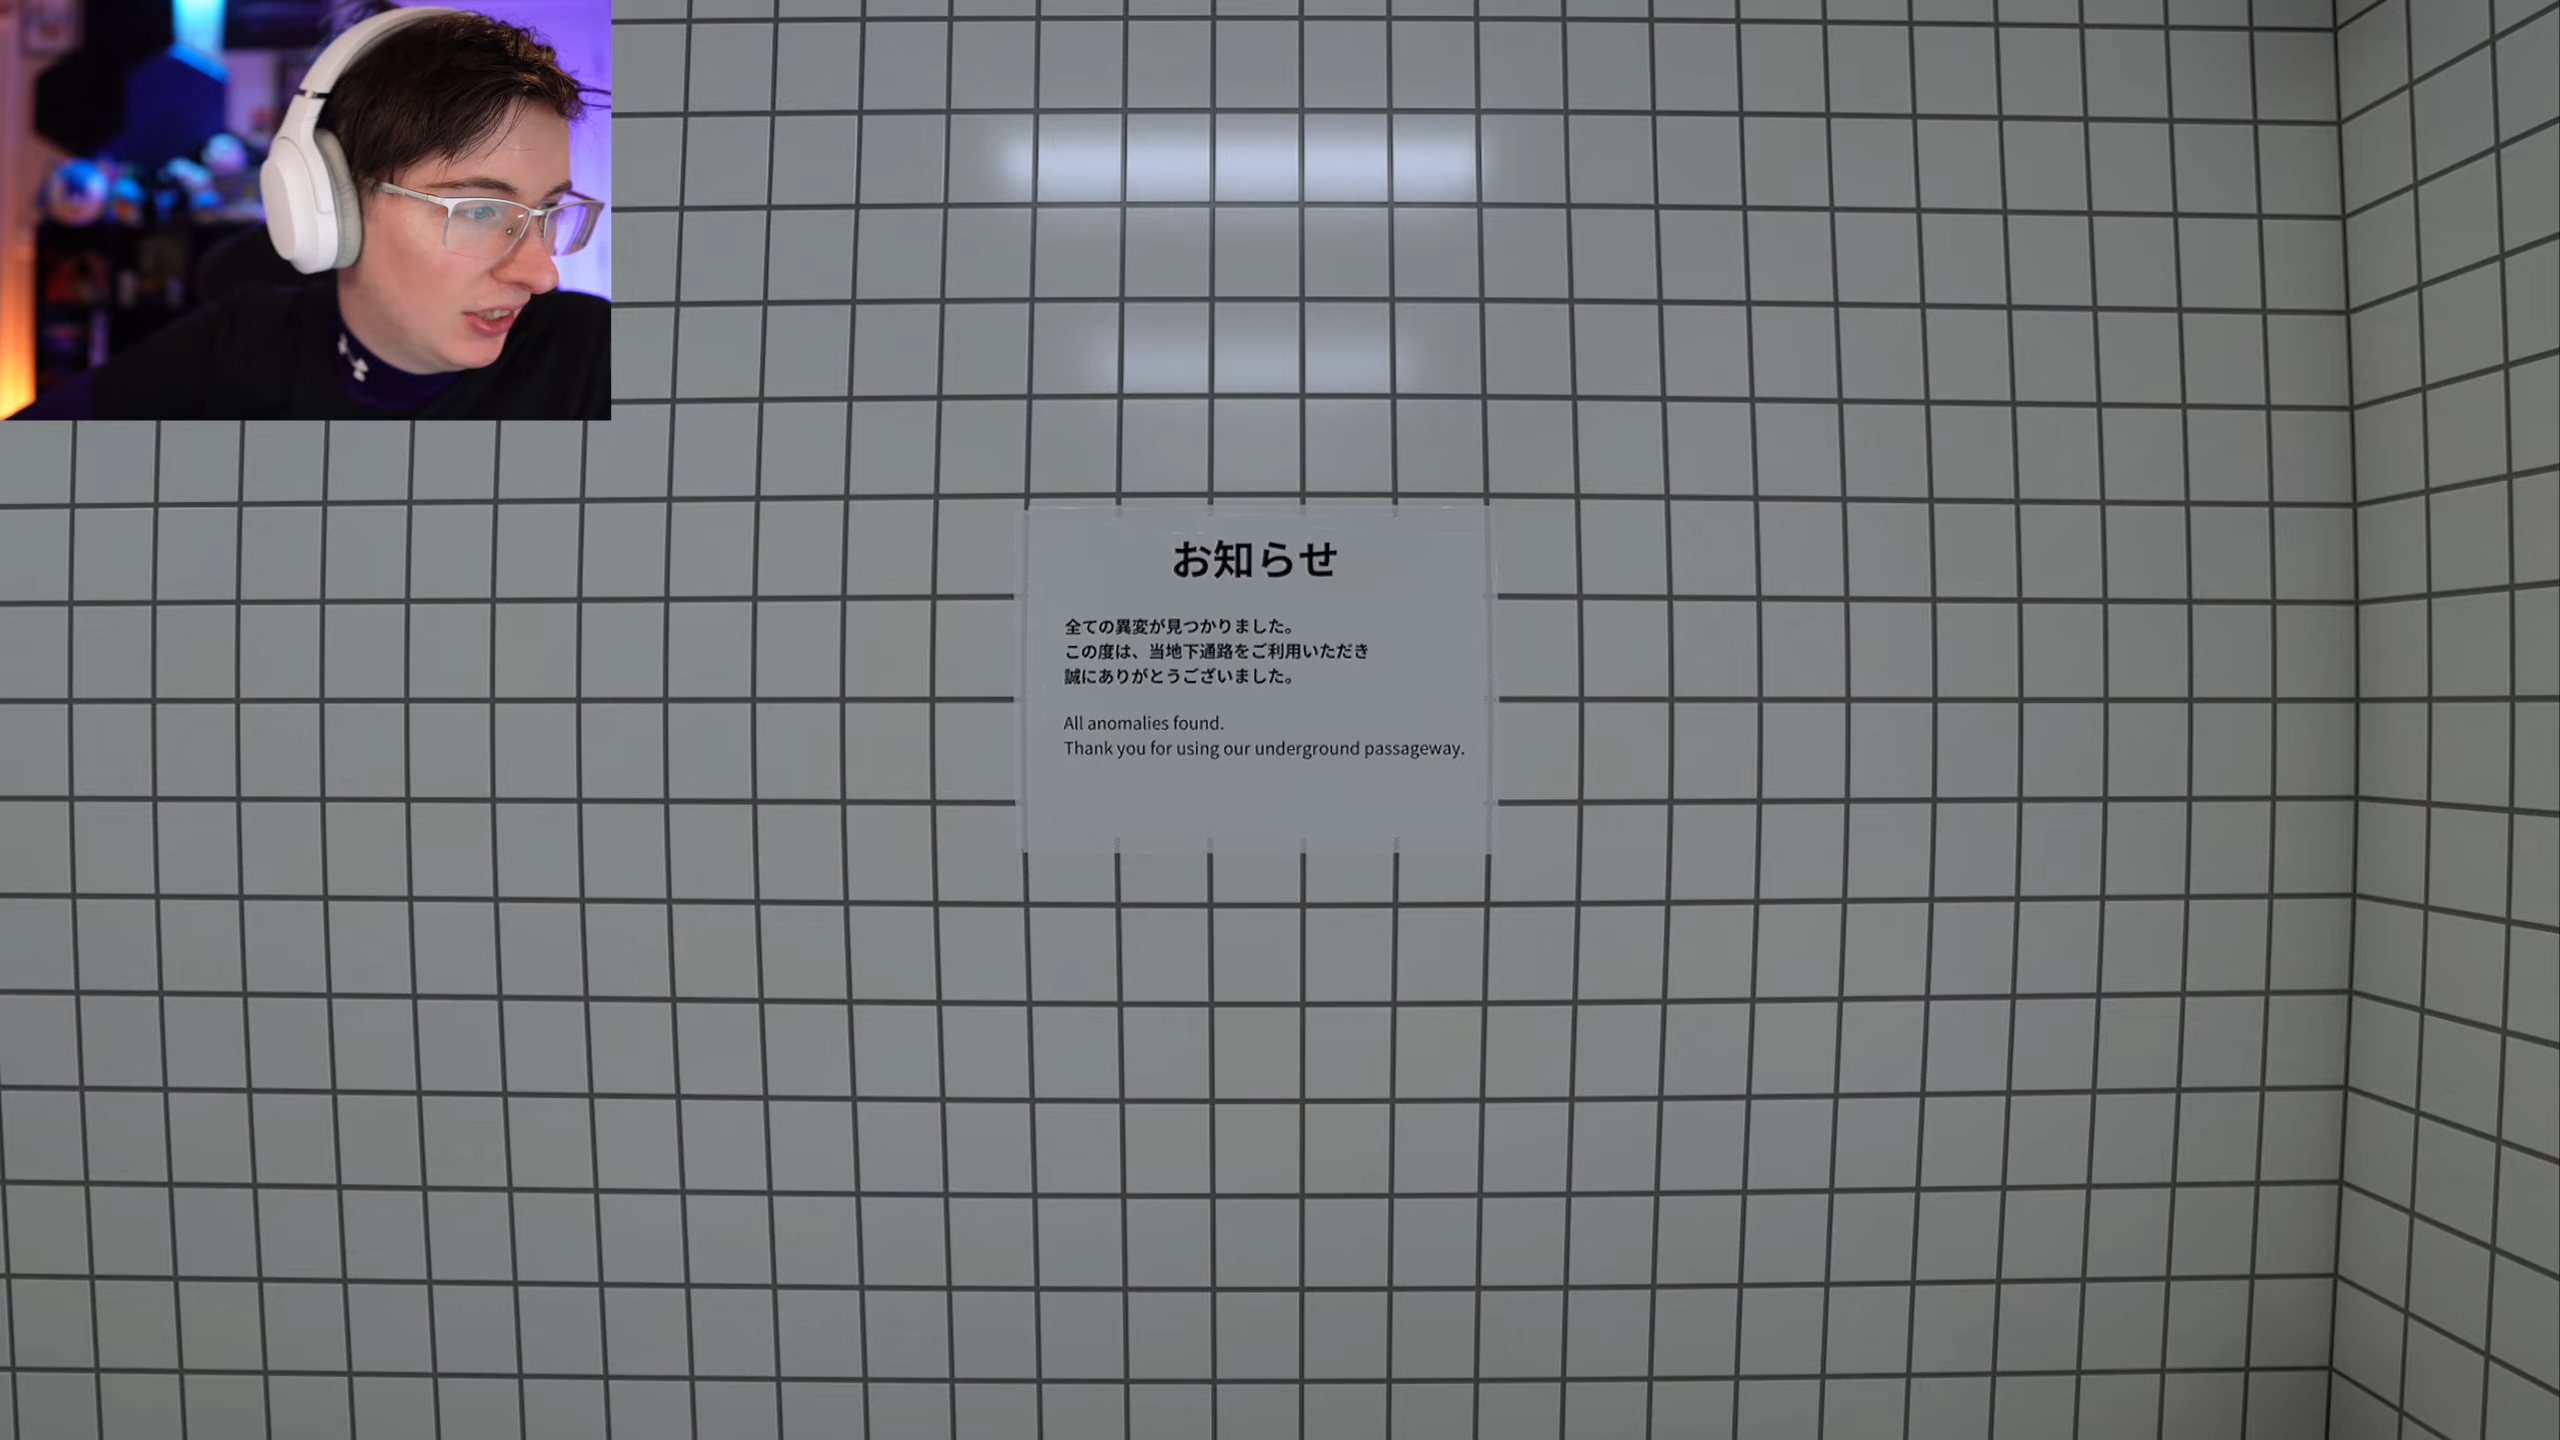 お知らせ
全ての異変が見つかりました。
この度は、当地下通路をご利用いただき
誠にありがとうございました。
All anomalies found.
Thank you for using our underground passageway.